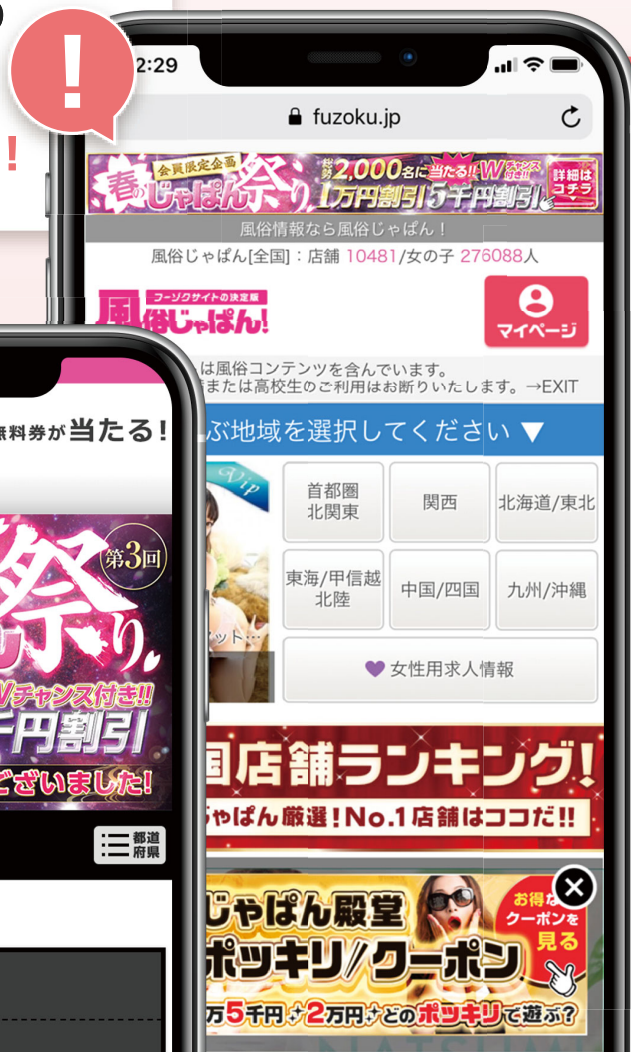 !
2:29
fuzoku.jp
!
会員限定企画
春のじゃぱん祭り
総勢2,000名に当たる!!Wチャンス付き!!
1万円割引 5千円割引
詳細は
コチラ
風俗情報なら風俗じゃぱん！
風俗じゃぱん[全国]：店舗 10481/女の子 276088人
フーゾクサイトの決定版
風俗じゃぱん!
マイページ
は風俗コンテンツを含んでいます。
または高校生のご利用はお断りいたします。→EXIT
ぶ地域を選択してください ▼
Vip
首都圏
北関東
関西
北海道/東北
東海/甲信越
北陸
中国/四国
九州/沖縄
ット…
女性用求人情報
国店舗ランキング!
じゃぱん厳選!No.1店舗はココだ!!
じゃぱん殿堂
ポッキリ/クーポン
お得な
クーポンを
見る
万5千円 2万円 どのポッキリで遊ぶ?
NATSUMI
無料券が当たる!
祭り
第3回
Wチャンス付き!!
千円割引
ございました!
都道
府県